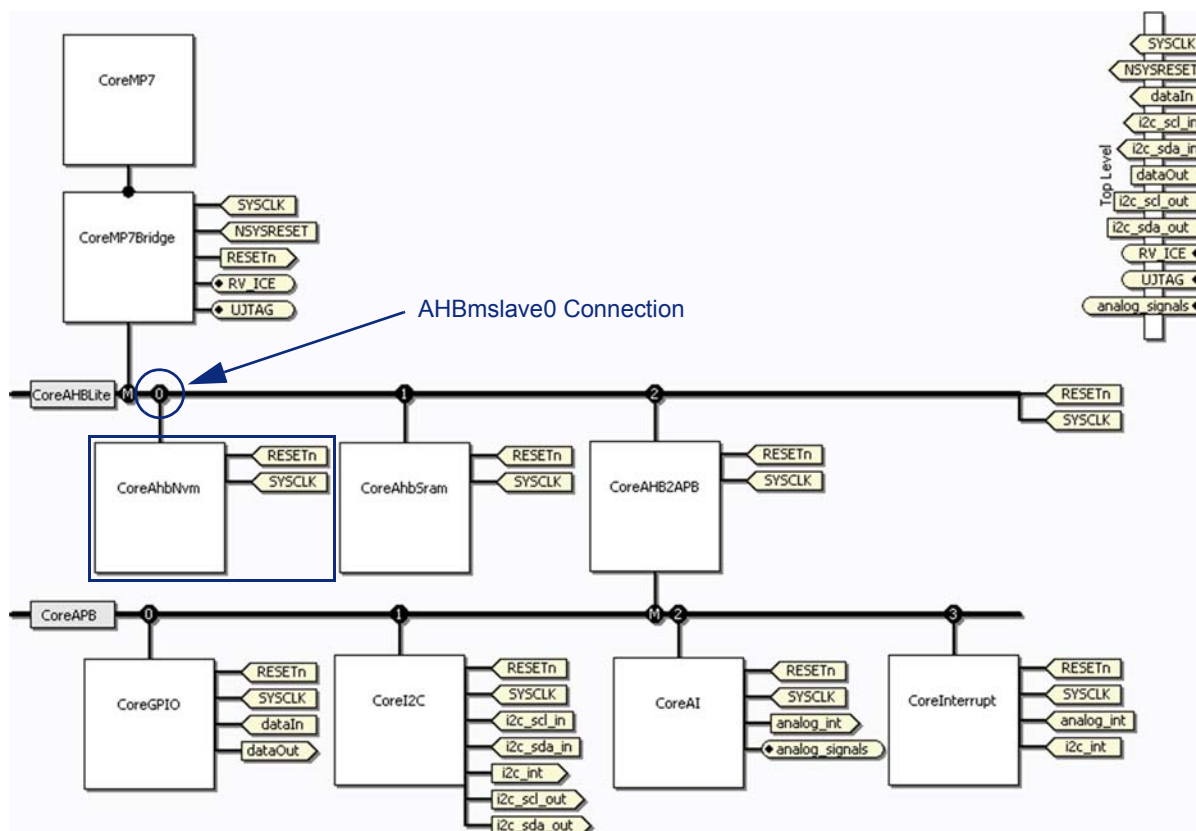 CoreMP7
CoreMP7Bridge
SYSCLK
NSYSRESET
RESETn
RV_ICE
UJTAG
Top Level
SYSCLK
NSYSRESET
dataIn
i2c_scl_in
i2c_sda_in
dataOut
i2c_scl_out
i2c_sda_out
RV_ICE
UJTAG
analog_signals
AHBmslave0 Connection
CoreAHBLite
M
0
1
2
RESETn
SYSCLK
CoreAhbNvm
RESETn
SYSCLK
CoreAhbSram
RESETn
SYSCLK
CoreAHB2APB
RESETn
SYSCLK
CoreAPB
0
1
M
2
3
CoreGPIO
RESETn
SYSCLK
dataIn
dataOut
CoreI2C
RESETn
SYSCLK
i2c_scl_in
i2c_sda_in
i2c_int
i2c_scl_out
i2c_sda_out
CoreAI
RESETn
SYSCLK
analog_int
analog_signals
CoreInterrupt
RESETn
SYSCLK
analog_int
i2c_int